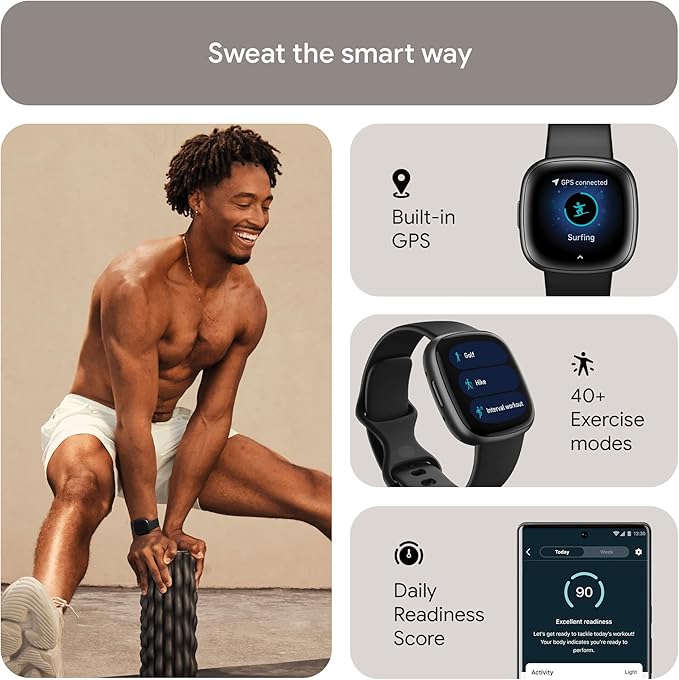 Sweat the smart way
Built-in
GPS
GPS connected
Surfing
Golf
Hike
Interval workout
40+
Exercise
modes
Daily
Readiness
Score
12:30
Today
Week
90
Excellent readiness
Let's get ready to tackle today's workout!
Your body indicates you're ready to
perform.
Activity
Light